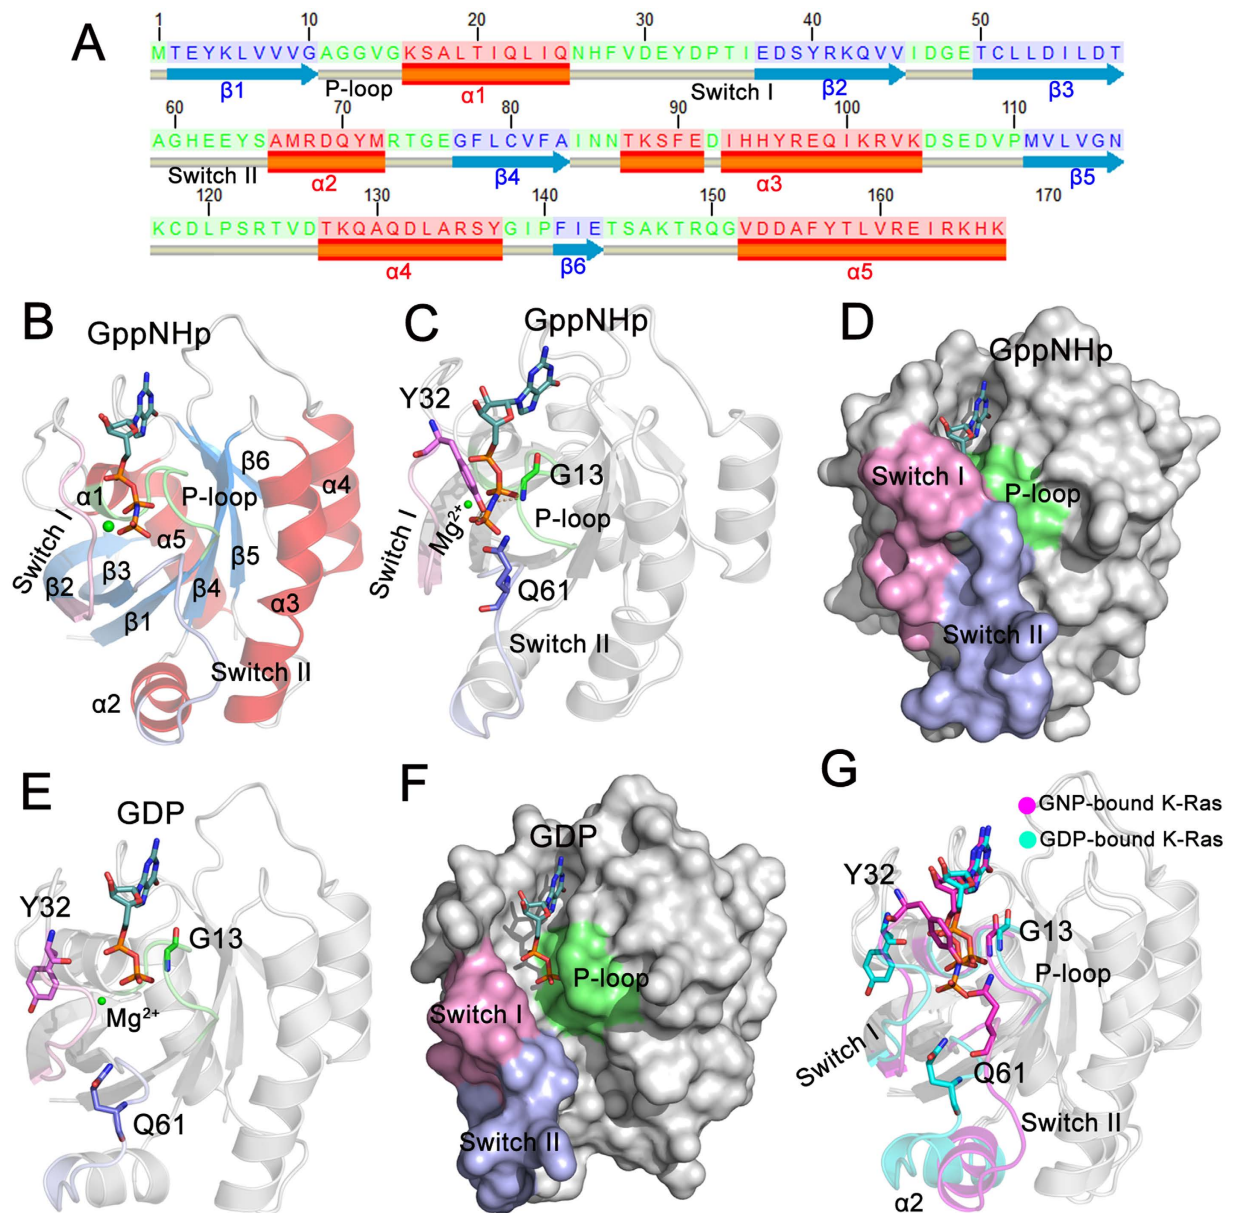 A
1 10 20 30 40 50
MTEYKLVVVGAGGVGKSALTIQLIQNHFVDEYDPTIEDSYRKQVVIDGETCLLDILDT
β1 P-loop α1 Switch I β2 β3
60 70 80 90 100 110
AGHEEYSAMRDQYMRTGEGFLCVFAINNTKSFEDIHHYREQIKRVKDSEDVPMVLVGN
Switch II α2 β4 α3 β5
120 130 140 150 160 170
KCDLPSRTVDTKQAQDLARSYGIPFIETSAKTRQGVDDAFYTLVREIRKHK
α4 β6 α5
B
GppNHp
β6
α4
α1
P-loop
Switch I
α5
β5
β3
β2
β4
α3
β1
Switch II
α2
C
GppNHp
Y32
G13
P-loop
Mg²⁺
Switch I
Q61
Switch II
D
GppNHp
Switch I
P-loop
Switch II
E
GDP
Y32
G13
Mg²⁺
Q61
F
GDP
P-loop
Switch I
Switch II
G
GNP-bound K-Ras
GDP-bound K-Ras
Y32
G13
P-loop
Switch I
Q61
Switch II
α2